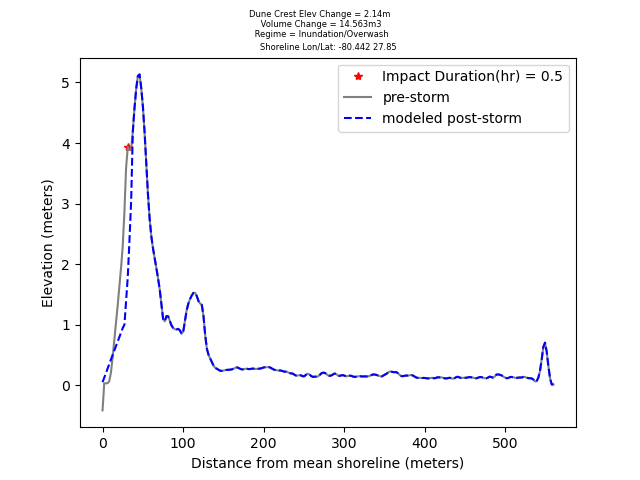 Dune Crest Elev Change = 2.14m
Volume Change = 14.563m3
Regime = Inundation/Overwash
Shoreline Lon/Lat: -80.442 27.85
Impact Duration(hr) = 0.5
pre-storm
modeled post-storm
5
4
3
2
1
0
Elevation (meters)
0 100 200 300 400 500
Distance from mean shoreline (meters)